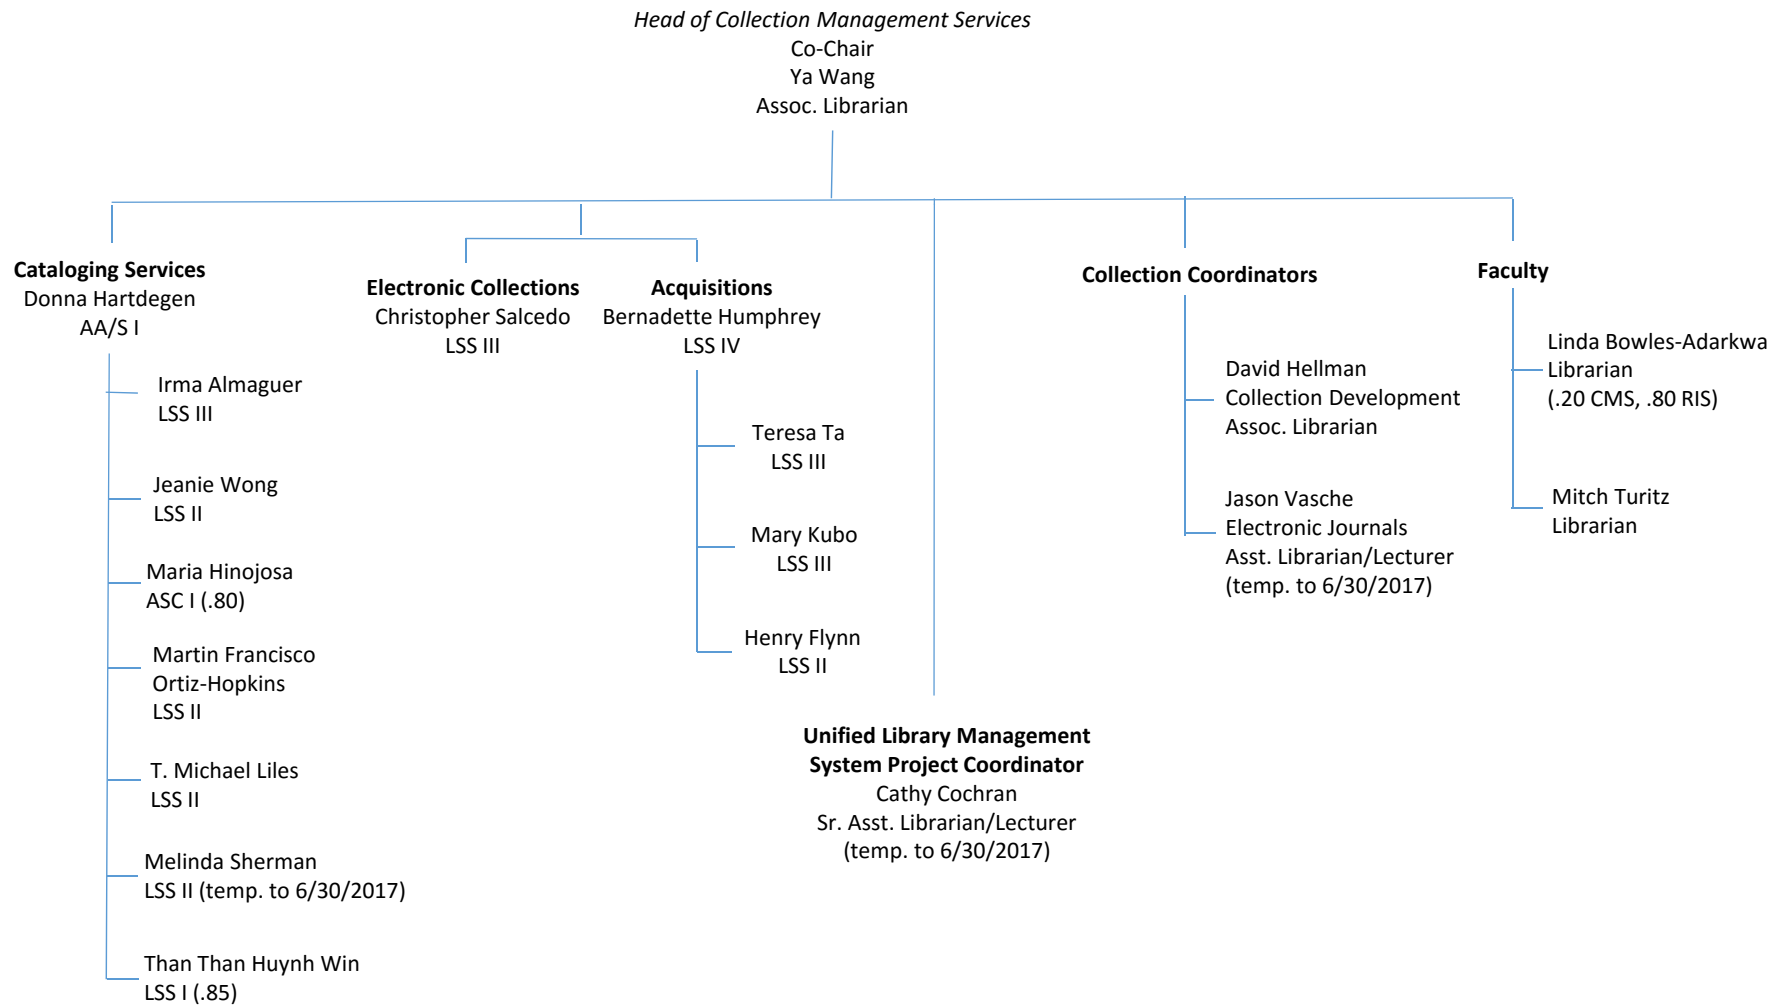 Head of Collection Management Services
Co-Chair
Ya Wang
Assoc. Librarian
Cataloging Services
Donna Hartdegen
AA/S I
Irma Almaguer
LSS III
Jeanie Wong
LSS II
Maria Hinojosa
ASC I (.80)
Martin Francisco
Ortiz-Hopkins
LSS II
T. Michael Liles
LSS II
Melinda Sherman
LSS II (temp. to 6/30/2017)
Than Than Huynh Win
LSS I (.85)
Electronic Collections
Christopher Salcedo
LSS III
Acquisitions
Bernadette Humphrey
LSS IV
Teresa Ta
LSS III
Mary Kubo
LSS III
Henry Flynn
LSS II
Unified Library Management
System Project Coordinator
Cathy Cochran
Sr. Asst. Librarian/Lecturer
(temp. to 6/30/2017)
Collection Coordinators
David Hellman
Collection Development
Assoc. Librarian
Jason Vasche
Electronic Journals
Asst. Librarian/Lecturer
(temp. to 6/30/2017)
Faculty
Linda Bowles-Adarkwa
Librarian
(.20 CMS, .80 RIS)
Mitch Turitz
Librarian